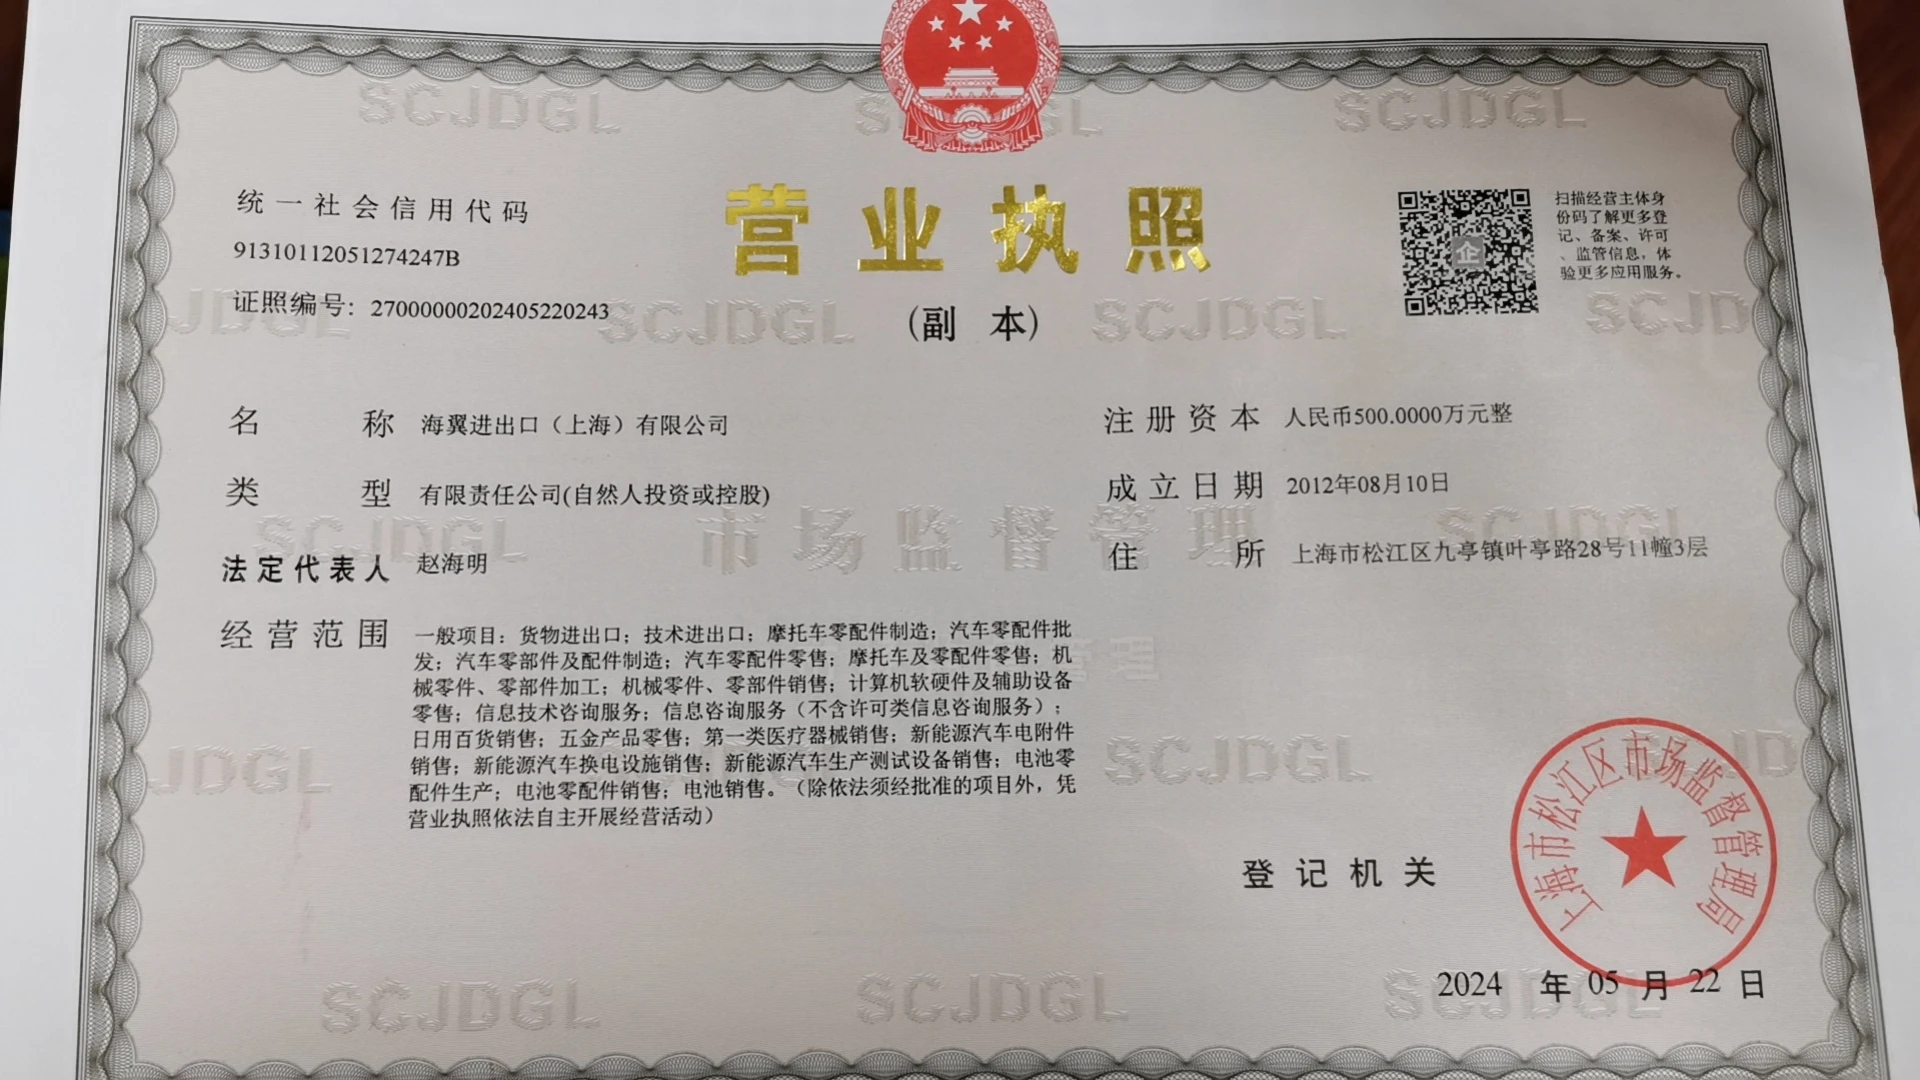 SCJDGL
SCJDGL
统一社会信用代码
91310112051274247B
证照编号：27000000202405220243
营业执照
(副 本)
企
扫描经营主体身
份码了解更多登
记、备案、许可
、监管信息，体
验更多应用服务。
SCJDGL
SCJDGL
名 称 海翼进出口（上海）有限公司
类 型 有限责任公司(自然人投资或控股)
法定代表人 赵海明
注册资本 人民币500.0000万元整
成立日期 2012年08月10日
住 所 上海市松江区九亭镇叶亭路28号11幢3层
SCJDGL
市场监督管理
SCJDGL
经营范围 一般项目：货物进出口；技术进出口；摩托车零配件制造；汽车零配件批
发；汽车零部件及配件制造；汽车零配件零售；摩托车及零配件零售；机
械零件、零部件加工；机械零件、零部件销售；计算机软硬件及辅助设备
零售；信息技术咨询服务；信息咨询服务（不含许可类信息咨询服务）；
日用百货销售；五金产品零售；第一类医疗器械销售；新能源汽车电附件
销售；新能源汽车换电设施销售；新能源汽车生产测试设备销售；电池零
配件生产；电池零配件销售；电池销售。（除依法须经批准的项目外，凭
营业执照依法自主开展经营活动）
SCJDGL
登记机关
上海市松江区市场监督管理局
2024 年 05 月 22 日
SCJDGL
SCJDGL
SCJDGL